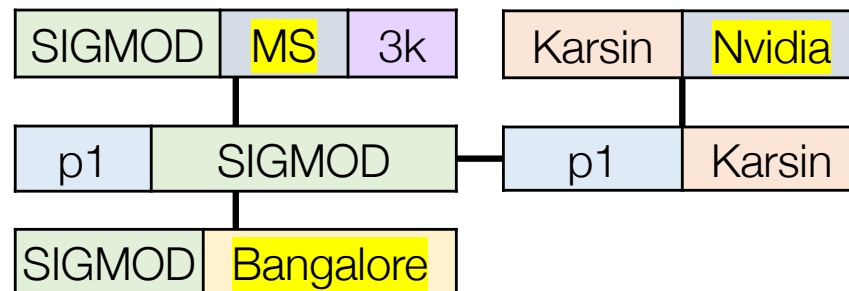 SIGMOD MS 3k Karsin Nvidia
p1 SIGMOD p1 Karsin
SIGMOD Bangalore